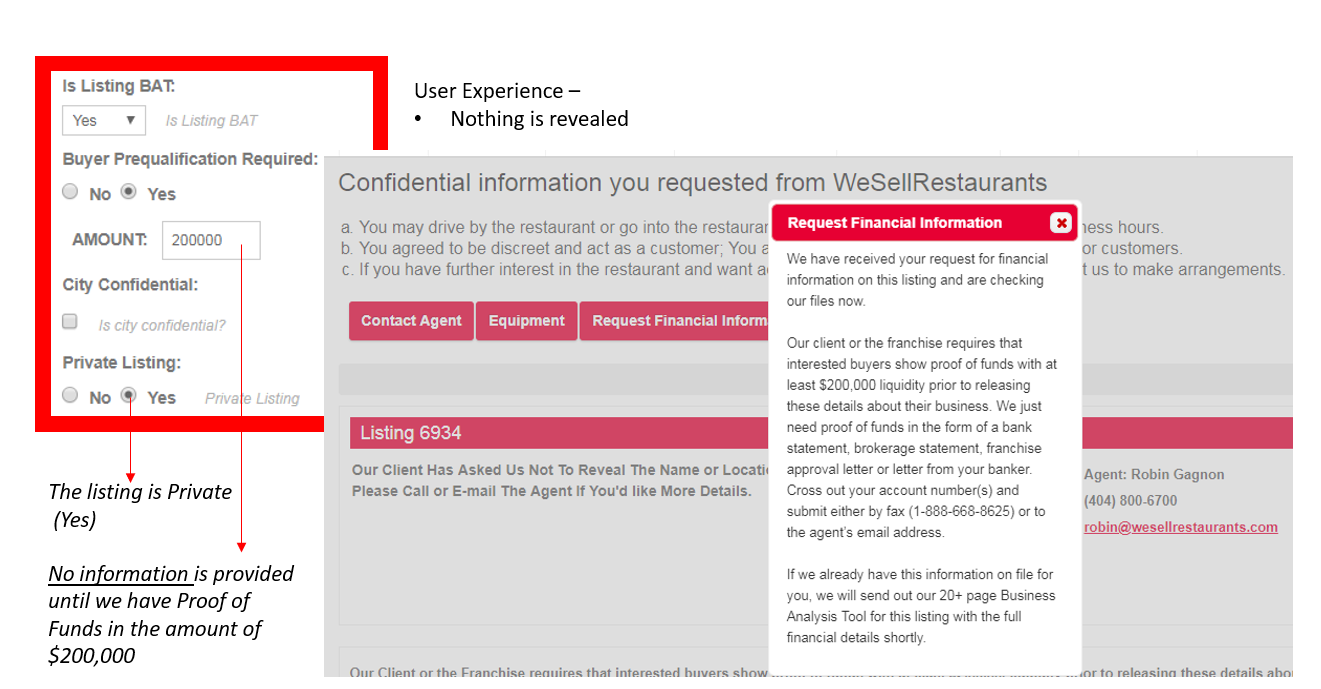 Is Listing BAT:
Yes ▼ Is Listing BAT
Buyer Prequalification Required:
No Yes
AMOUNT: 200000
City Confidential:
Is city confidential?
Private Listing:
No Yes Private Listing
The listing is Private
(Yes)
No information is provided
until we have Proof of
Funds in the amount of
$200,000
User Experience –
• Nothing is revealed
Confidential information you requested from WeSellRestaurants
a. You may drive by the restaurant or go into the restaura ness hours.
b. You agreed to be discreet and act as a customer; You a or customers.
c. If you have further interest in the restaurant and want a t us to make arrangements.
Contact Agent Equipment Request Financial Inform
Listing 6934
Our Client Has Asked Us Not To Reveal The Name or Locati
Please Call or E-mail The Agent If You'd like More Details.
Agent: Robin Gagnon
(404) 800-6700
robin@wesellrestaurants.com
Request Financial Information
We have received your request for financial
information on this listing and are checking
our files now.
Our client or the franchise requires that
interested buyers show proof of funds with at
least $200,000 liquidity prior to releasing
these details about their business. We just
need proof of funds in the form of a bank
statement, brokerage statement, franchise
approval letter or letter from your banker.
Cross out your account number(s) and
submit either by fax (1-888-668-8625) or to
the agent's email address.
If we already have this information on file for
you, we will send out our 20+ page Business
Analysis Tool for this listing with the full
financial details shortly.
Our Client or the Franchise requires that interested buyers show prior to releasing these details abo